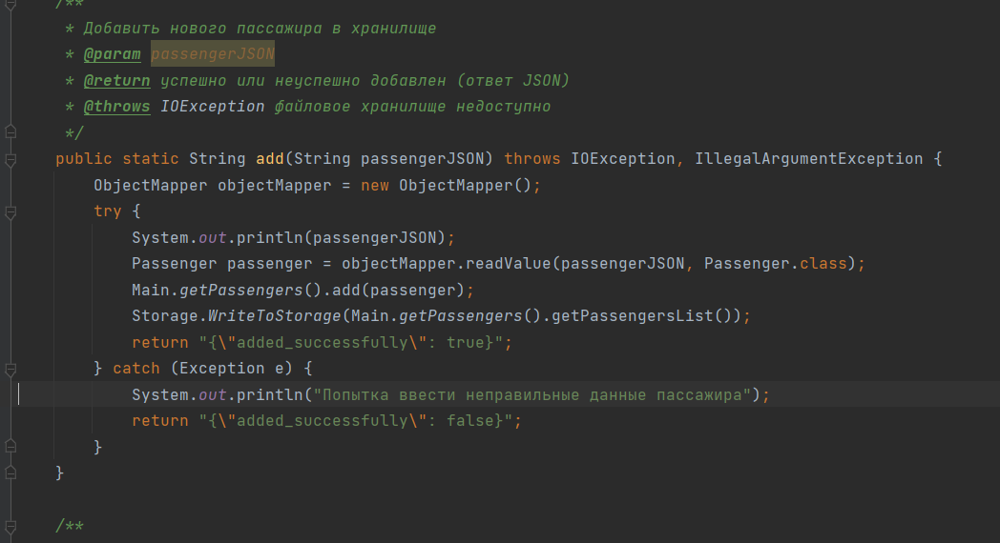 /**
* Добавить нового пассажира в хранилище
* @param passengerJSON
* @return успешно или неуспешно добавлен (ответ JSON)
* @throws IOException файловое хранилище недоступно
*/
public static String add(String passengerJSON) throws IOException, IllegalArgumentException {
ObjectMapper objectMapper = new ObjectMapper();
try {
System.out.println(passengerJSON);
Passenger passenger = objectMapper.readValue(passengerJSON, Passenger.class);
Main.getPassengers().add(passenger);
Storage.WriteToStorage(Main.getPassengers().getPassengersList());
return "{\"added_successfully\": true}";
} catch (Exception e) {
System.out.println("Попытка ввести неправильные данные пассажира");
return "{\"added_successfully\": false}";
}
}
/**